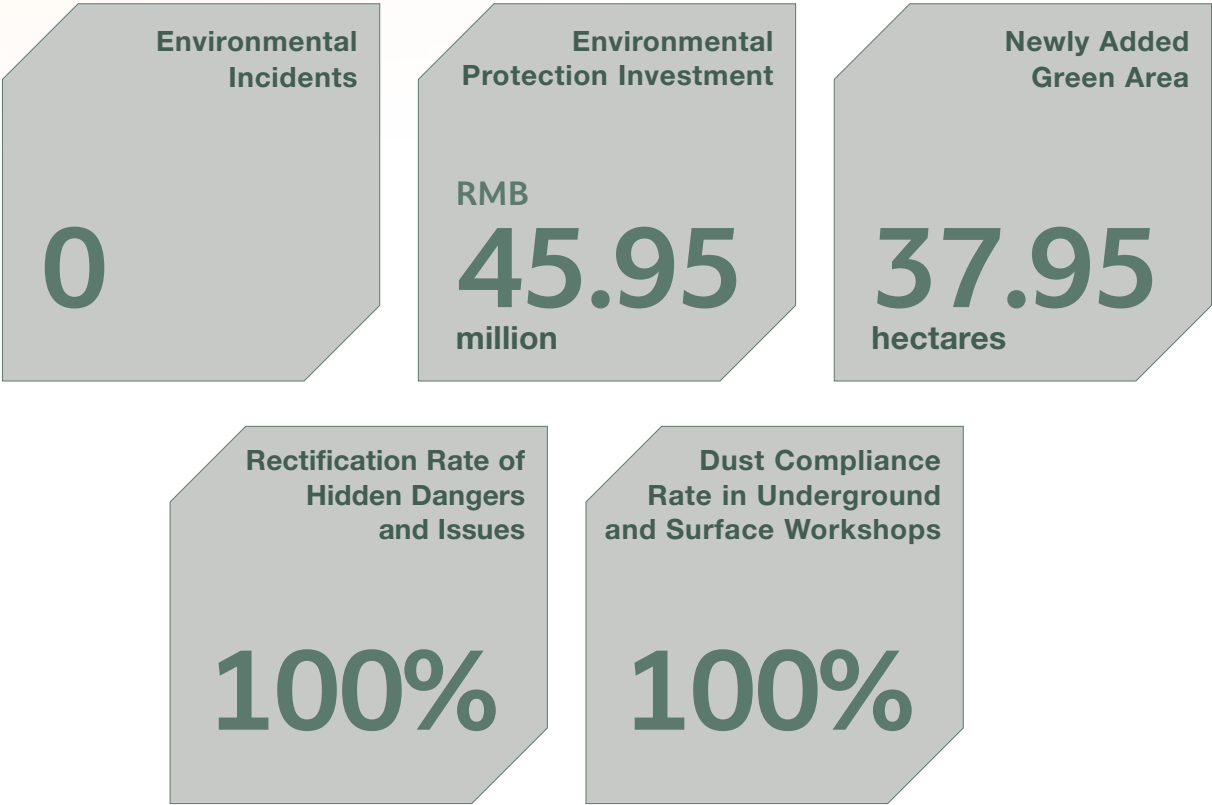 Environmental
Incidents
0
Environmental
Protection Investment
RMB
45.95
million
Newly Added
Green Area
37.95
hectares
Rectification Rate of
Hidden Dangers
and Issues
100%
Dust Compliance
Rate in Underground
and Surface Workshops
100%